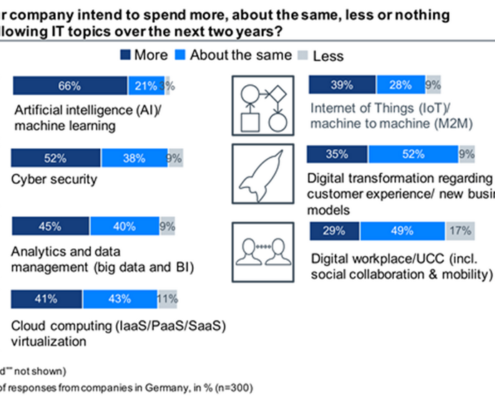 r company intend to spend more, about the same, less or nothing
llowing IT topics over the next two years?
More About the same Less
66% 21% %
Artificial intelligence (AI)/
machine learning
52% 38% 9%
Cyber security
45% 40% 9%
Analytics and data
management (big data and BI)
41% 43% 11%
Cloud computing (IaaS/PaaS/SaaS)
virtualization
39% 28% 9%
Internet of Things (IoT)/
machine to machine (M2M)
35% 52% 9%
Digital transformation regarding
customer experience/ new busi
models
29% 49% 17%
Digital workplace/UCC (incl.
social collaboration & mobility)
d"" not shown)
of responses from companies in Germany, in % (n=300)